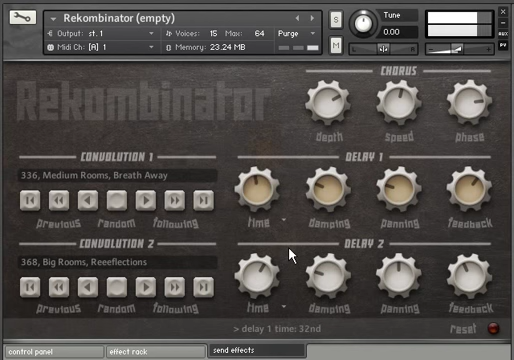 Rekombinator (empty)
Output: st.1 Voices: 15 Max: 64 Purge
Midi Ch: [A] 1 Memory: 23.24 MB
S
M
Tune
0.00
L R
AUX
PV
Rekombinator
CHORUS
depth speed phase
CONVOLUTION 1
336, Medium Rooms, Breath Away
previous random following
DELAY 1
time damping panning feedback
CONVOLUTION 2
368, Big Rooms, Reeeflections
previous random following
DELAY 2
time damping panning feedback
> delay 1 time: 32nd
reset
control panel effect rack send effects